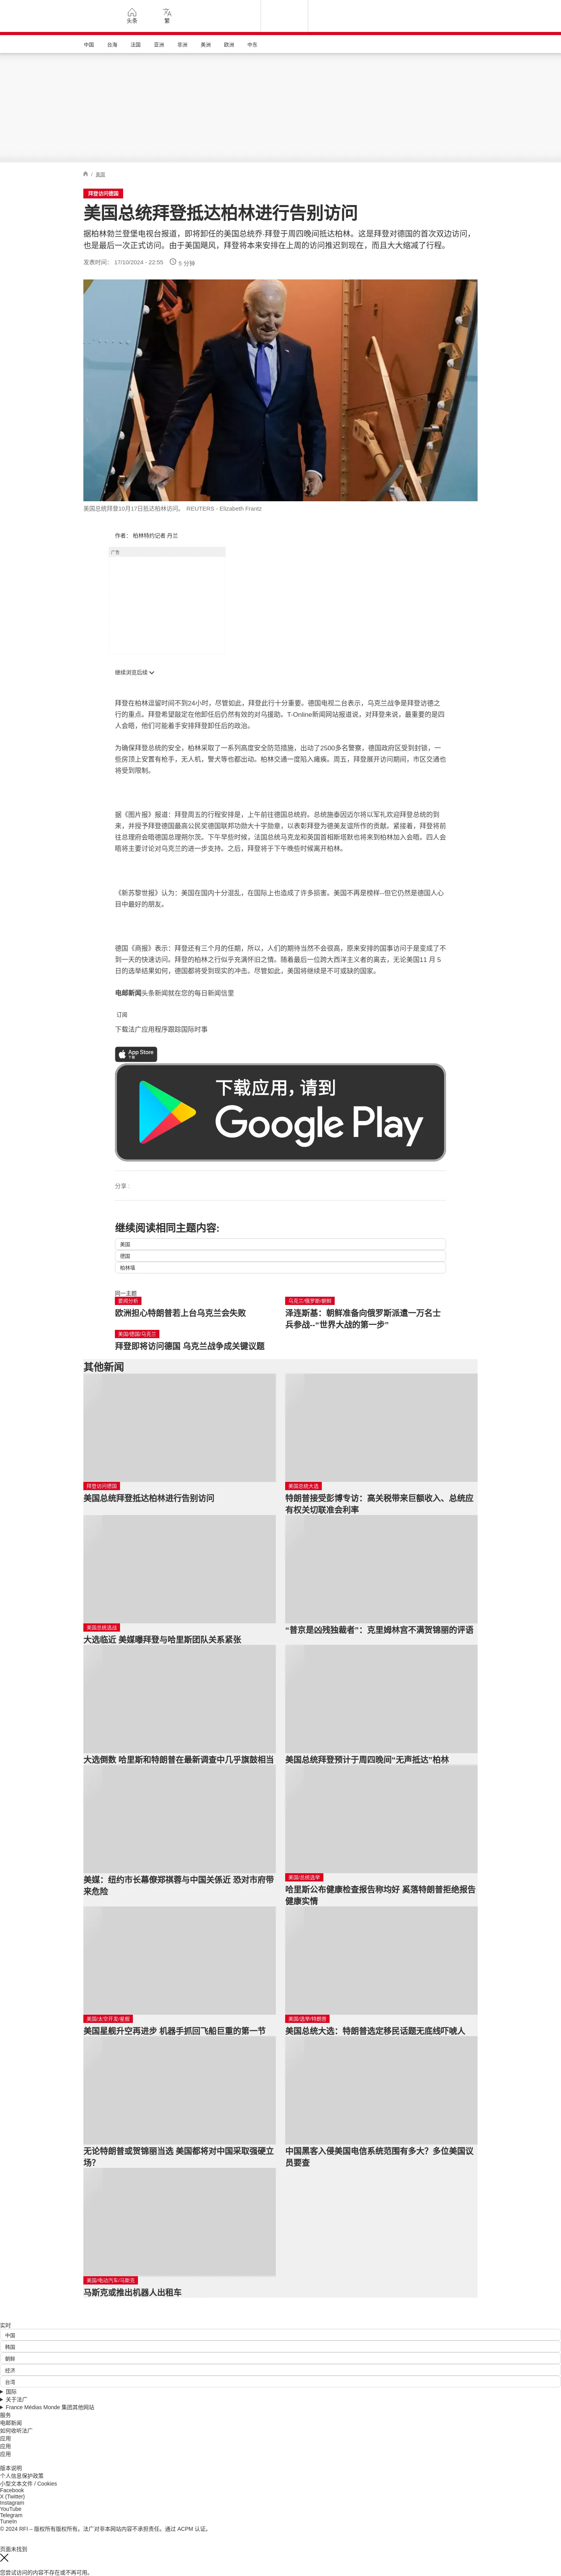 头条
繁
中国
台海
法国
亚洲
非洲
美洲
欧洲
中东
/ 美国
拜登访问德国
美国总统拜登抵达柏林进行告别访问
据柏林勃兰登堡电视台报道，即将卸任的美国总统乔·拜登于周四晚间抵达柏林。这是拜登对德国的首次双边访问，
也是最后一次正式访问。由于美国飓风，拜登将本来安排在上周的访问推迟到现在，而且大大缩减了行程。
发表时间： 17/10/2024 - 22:55
5 分钟
美国总统拜登10月17日抵达柏林访问。 REUTERS - Elizabeth Frantz
作者： 柏林特约记者 丹兰
广告
继续浏览后续
拜登在柏林逗留时间不到24小时，尽管如此，拜登此行十分重要。德国电视二台表示，乌克兰战争是拜登访德之
行的重点。拜登希望敲定在他卸任后仍然有效的对乌援助。T-Online新闻网站报道说，对拜登来说，最重要的是四
人会晤，他们可能着手安排拜登卸任后的政治。
为确保拜登总统的安全，柏林采取了一系列高度安全防范措施，出动了2500多名警察，德国政府区受到封锁，一
些房顶上安置有枪手，无人机，警犬等也都出动。柏林交通一度陷入瘫痪。周五，拜登展开访问期间，市区交通也
将受到限制。
据《图片报》报道：拜登周五的行程安排是，上午前往德国总统府。总统施泰因迈尔将以军礼欢迎拜登总统的到
来，并授予拜登德国最高公民奖德国联邦功勋大十字勋章，以表彰拜登为德美友谊所作的贡献。紧接着，拜登将前
往总理府会晤德国总理朔尔茨。下午早些时候，法国总统马克龙和英国首相斯塔默也将来到柏林加入会晤。四人会
晤将主要讨论对乌克兰的进一步支持。之后，拜登将于下午晚些时候离开柏林。
《新苏黎世报》认为：美国在国内十分混乱，在国际上也造成了许多损害。美国不再是榜样--但它仍然是德国人心
目中最好的朋友。
德国《商报》表示：拜登还有三个月的任期，所以，人们的期待当然不会很高，原来安排的国事访问于是变成了不
到一天的快速访问。拜登的柏林之行似乎充满怀旧之情。随着最后一位跨大西洋主义者的离去，无论美国11 月 5
日的选举结果如何，德国都将受到现实的冲击。尽管如此，美国将继续是不可或缺的国家。
电邮新闻头条新闻就在您的每日新闻信里
订阅
下载法广应用程序跟踪国际时事
App Store
下载
下载应用，请到
Google Play
分享 :
继续阅读相同主题内容:
美国
德国
柏林墙
同一主题
要闻分析
欧洲担心特朗普若上台乌克兰会失败
乌克兰/俄罗斯/朝鲜
泽连斯基：朝鲜准备向俄罗斯派遣一万名士
兵参战--“世界大战的第一步”
美国/德国/乌克兰
拜登即将访问德国 乌克兰战争成关键议题
其他新闻
拜登访问德国
美国总统拜登抵达柏林进行告别访问
美国总统大选
特朗普接受彭博专访：高关税带来巨额收入、总统应
有权关切联准会利率
美国总统选战
大选临近 美媒曝拜登与哈里斯团队关系紧张
“普京是凶残独裁者”：克里姆林宫不满贺锦丽的评语
大选倒数 哈里斯和特朗普在最新调查中几乎旗鼓相当
美国总统拜登预计于周四晚间“无声抵达”柏林
美媒：纽约市长幕僚郑祺蓉与中国关係近 恐对市府带
来危险
美国/总统选举
哈里斯公布健康检查报告称均好 奚落特朗普拒绝报告
健康实情
美国/太空开发/星舰
美国星舰升空再进步 机器手抓回飞船巨重的第一节
美国/选举/特朗普
美国总统大选：特朗普选定移民话题无底线吓唬人
无论特朗普或贺锦丽当选 美国都将对中国采取强硬立
场？
中国黑客入侵美国电信系统范围有多大？多位美国议
员要查
美国/电动汽车/马斯克
马斯克或推出机器人出租车
实时
中国
韩国
朝鲜
经济
台湾
国际
关于法广
France Médias Monde 集团其他网站
服务
电邮新闻
如何收听法广
应用
应用
应用
版本说明
个人信息保护政策
小型文本文件 / Cookies
Facebook
X (Twitter)
Instagram
YouTube
Telegram
TuneIn
© 2024 RFI – 版权所有版权所有。法广对非本网站内容不承担责任。通过 ACPM 认证。
页面未找到
您尝试访问的内容不存在或不再可用。